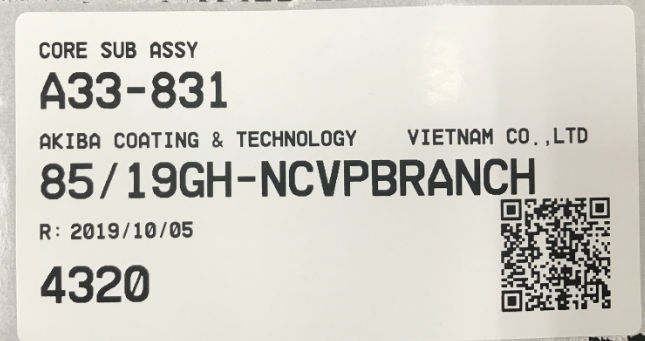 CORE SUB ASSY
A33-831
AKIBA COATING & TECHNOLOGY VIETNAM CO.,LTD
85/19GH-NCVPBRANCH
R: 2019/10/05
4320